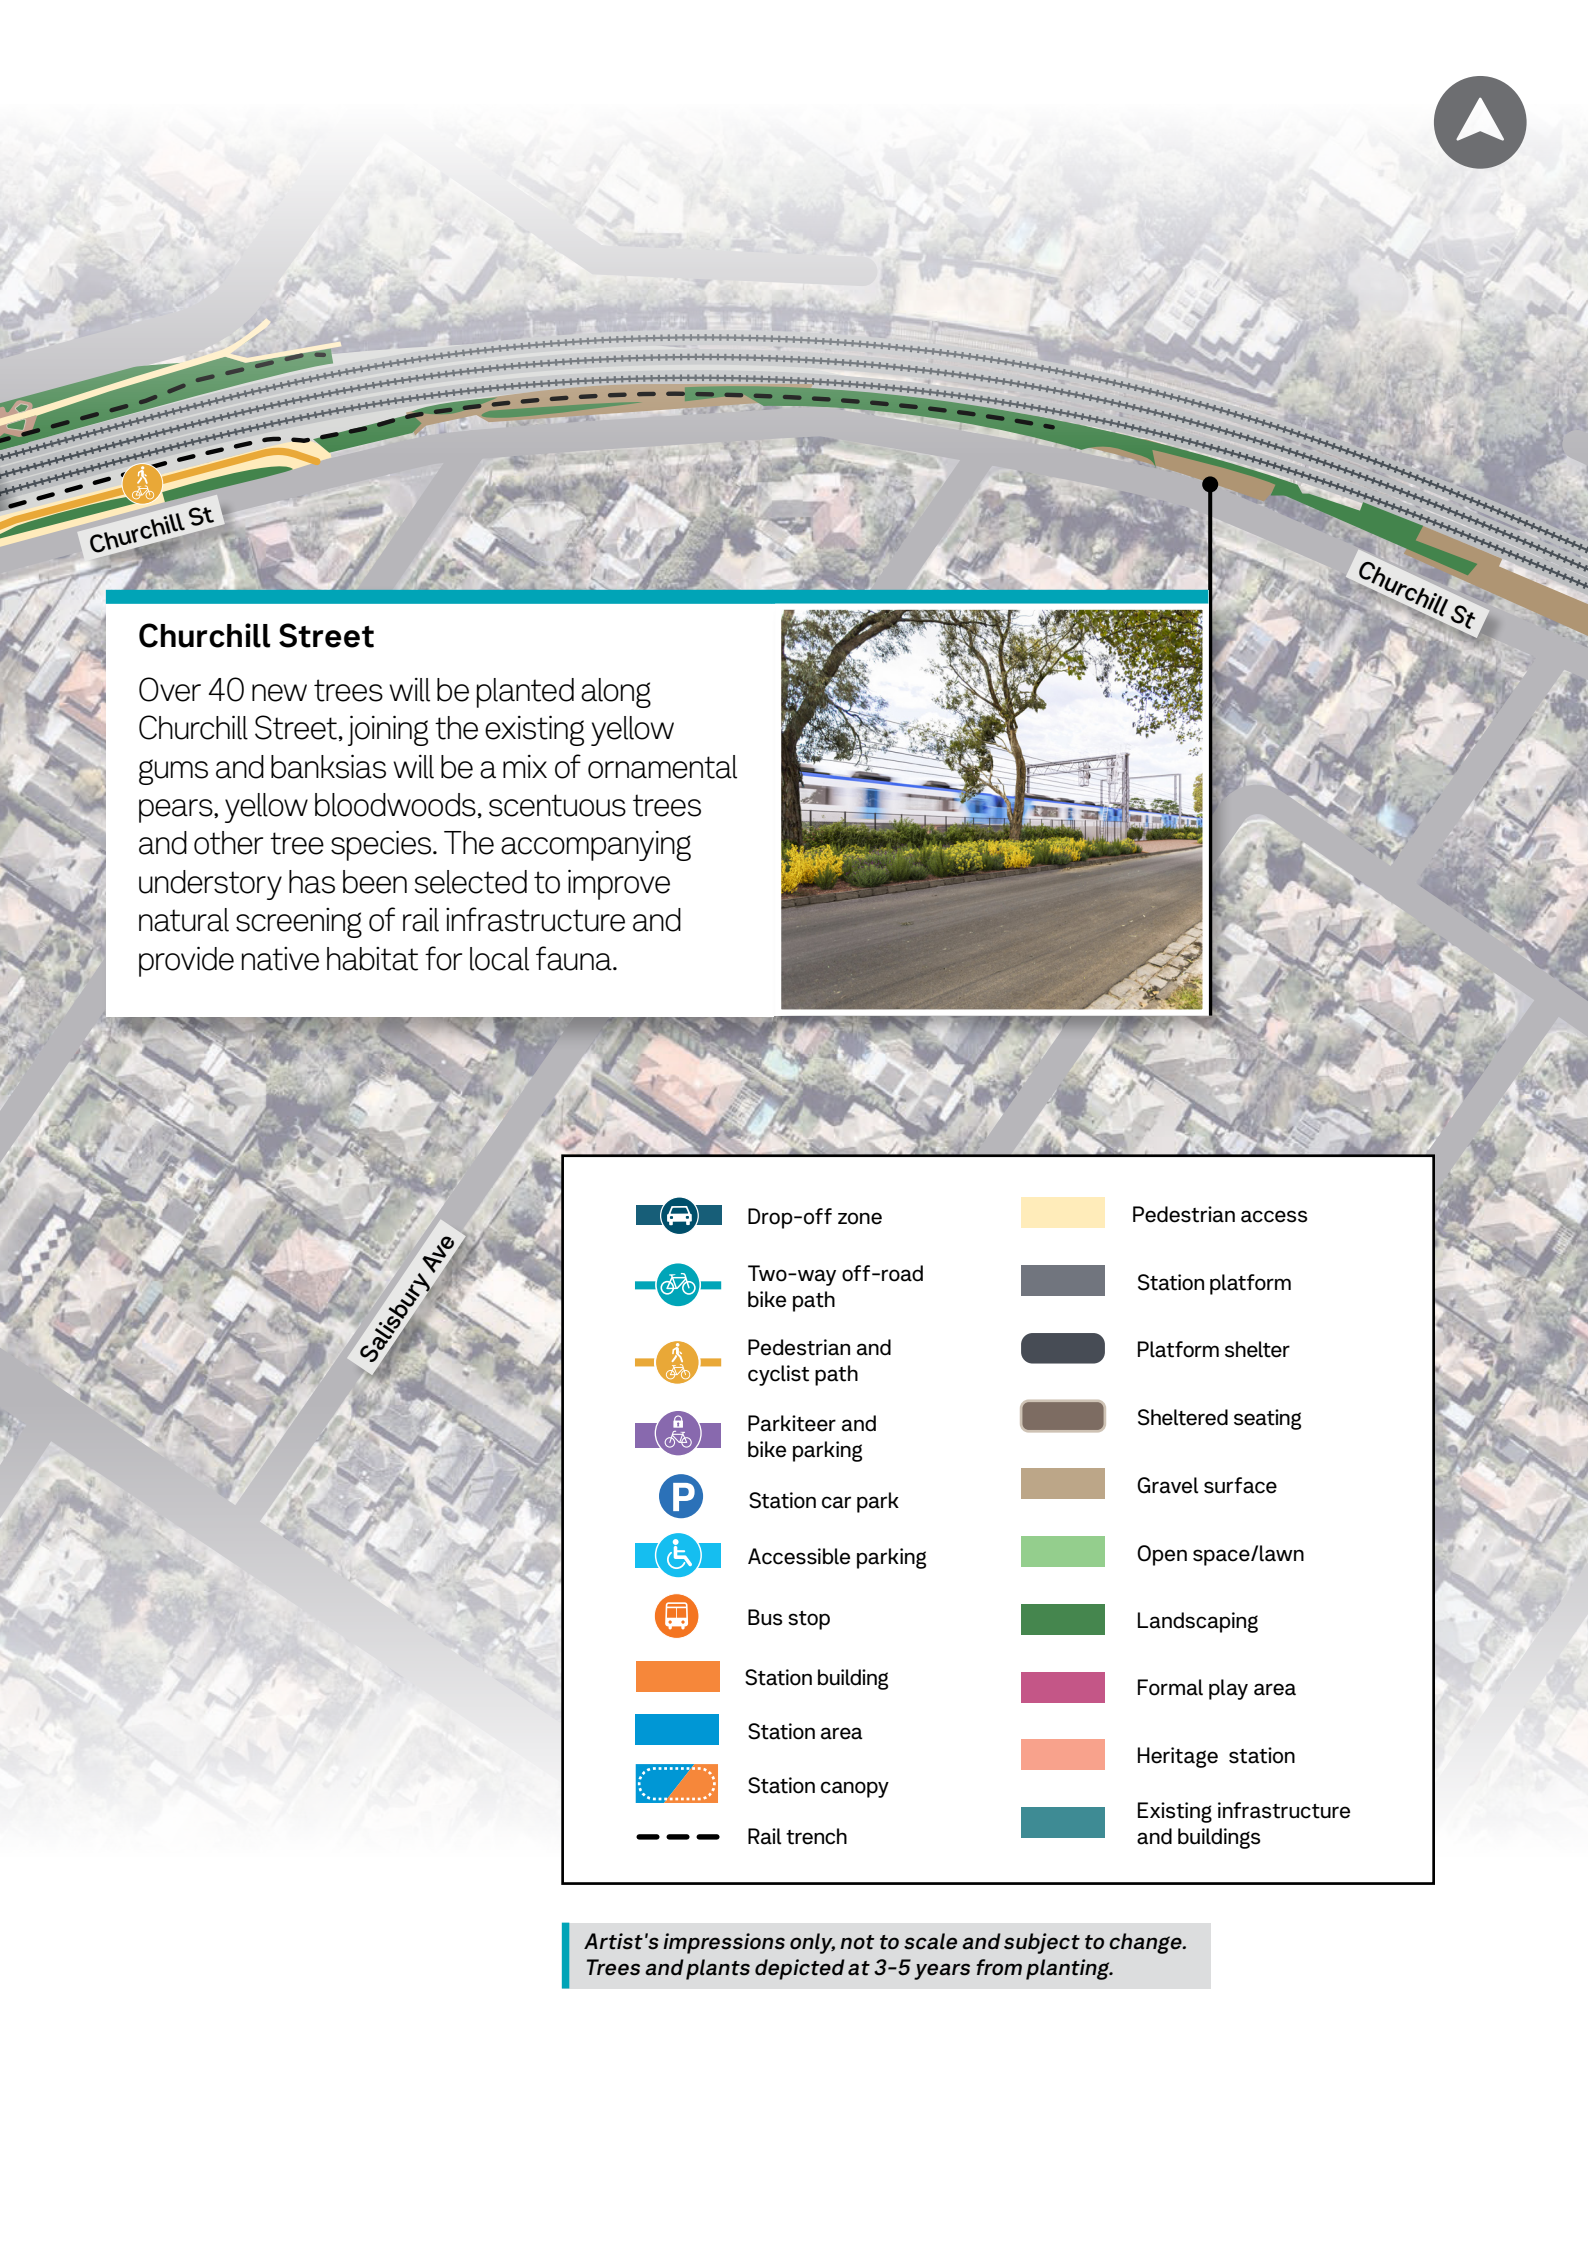 Churchill St
Churchill St
Churchill Street
Over 40 new trees will be planted along
Churchill Street, joining the existing yellow
gums and banksias will be a mix of ornamental
pears, yellow bloodwoods, scentuous trees
and other tree species. The accompanying
understory has been selected to improve
natural screening of rail infrastructure and
provide native habitat for local fauna.
Salisbury Ave
Drop-off zone
Two-way off-road
bike path
Pedestrian and
cyclist path
Parkiteer and
bike parking
P
Station car park
Accessible parking
Bus stop
Station building
Station area
Station canopy
Rail trench
Pedestrian access
Station platform
Platform shelter
Sheltered seating
Gravel surface
Open space/lawn
Landscaping
Formal play area
Heritage station
Existing infrastructure
and buildings
Artist's impressions only, not to scale and subject to change.
Trees and plants depicted at 3-5 years from planting.